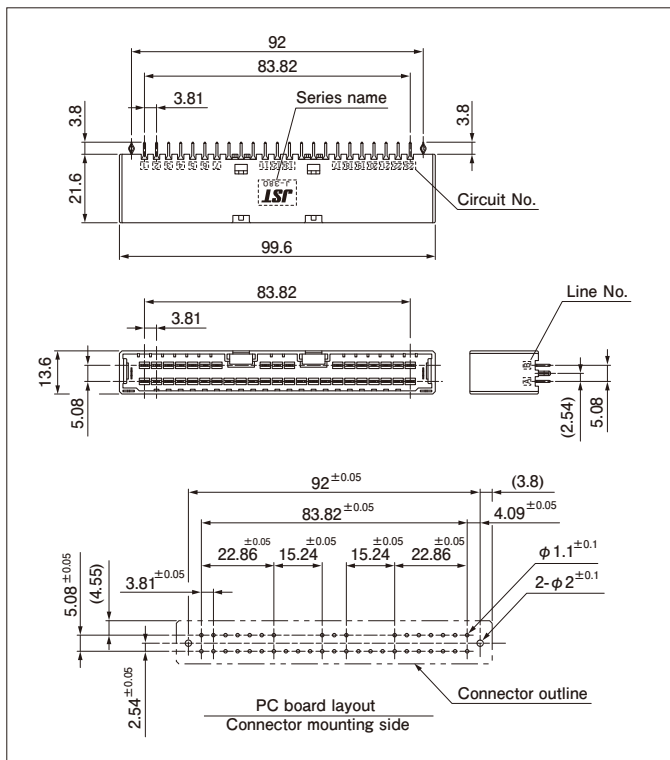 92
83.82
3.81
Series name
3.8
3.8
21.6
J-380
JST
Circuit No.
99.6
83.82
3.81
Line No.
13.6
5.08
(2.54)
5.08
92±0.05
(3.8)
83.82±0.05
4.09±0.05
22.86±0.05
15.24±0.05
15.24±0.05
22.86±0.05
φ1.1±0.1
3.81±0.05
2-φ2±0.1
5.08±0.05
(4.55)
2.54±0.05
PC board layout
Connector mounting side
Connector outline